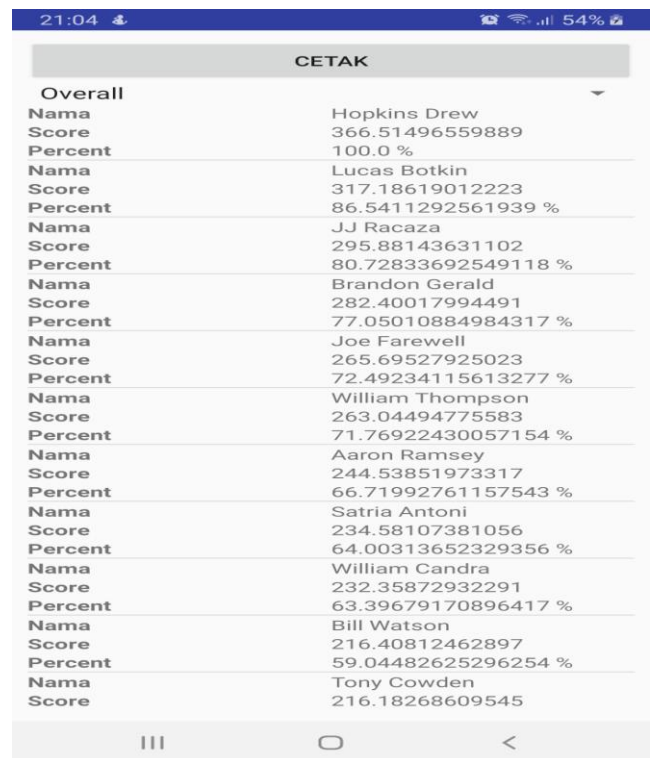 21:04 54%
CETAK
Overall
Nama Hopkins Drew
Score 366.51496559889
Percent 100.0 %
Nama Lucas Botkin
Score 317.18619012223
Percent 86.5411292561939 %
Nama JJ Racaza
Score 295.88143631102
Percent 80.72833692549118 %
Nama Brandon Gerald
Score 282.40017994491
Percent 77.05010884984317 %
Nama Joe Farewell
Score 265.69527925023
Percent 72.49234115613277 %
Nama William Thompson
Score 263.04494775583
Percent 71.76922430057154 %
Nama Aaron Ramsey
Score 244.53851973317
Percent 66.71992761157543 %
Nama Satria Antoni
Score 234.58107381056
Percent 64.00313652329356 %
Nama William Candra
Score 232.35872932291
Percent 63.39679170896417 %
Nama Bill Watson
Score 216.40812462897
Percent 59.04482625296254 %
Nama Tony Cowden
Score 216.18268609545